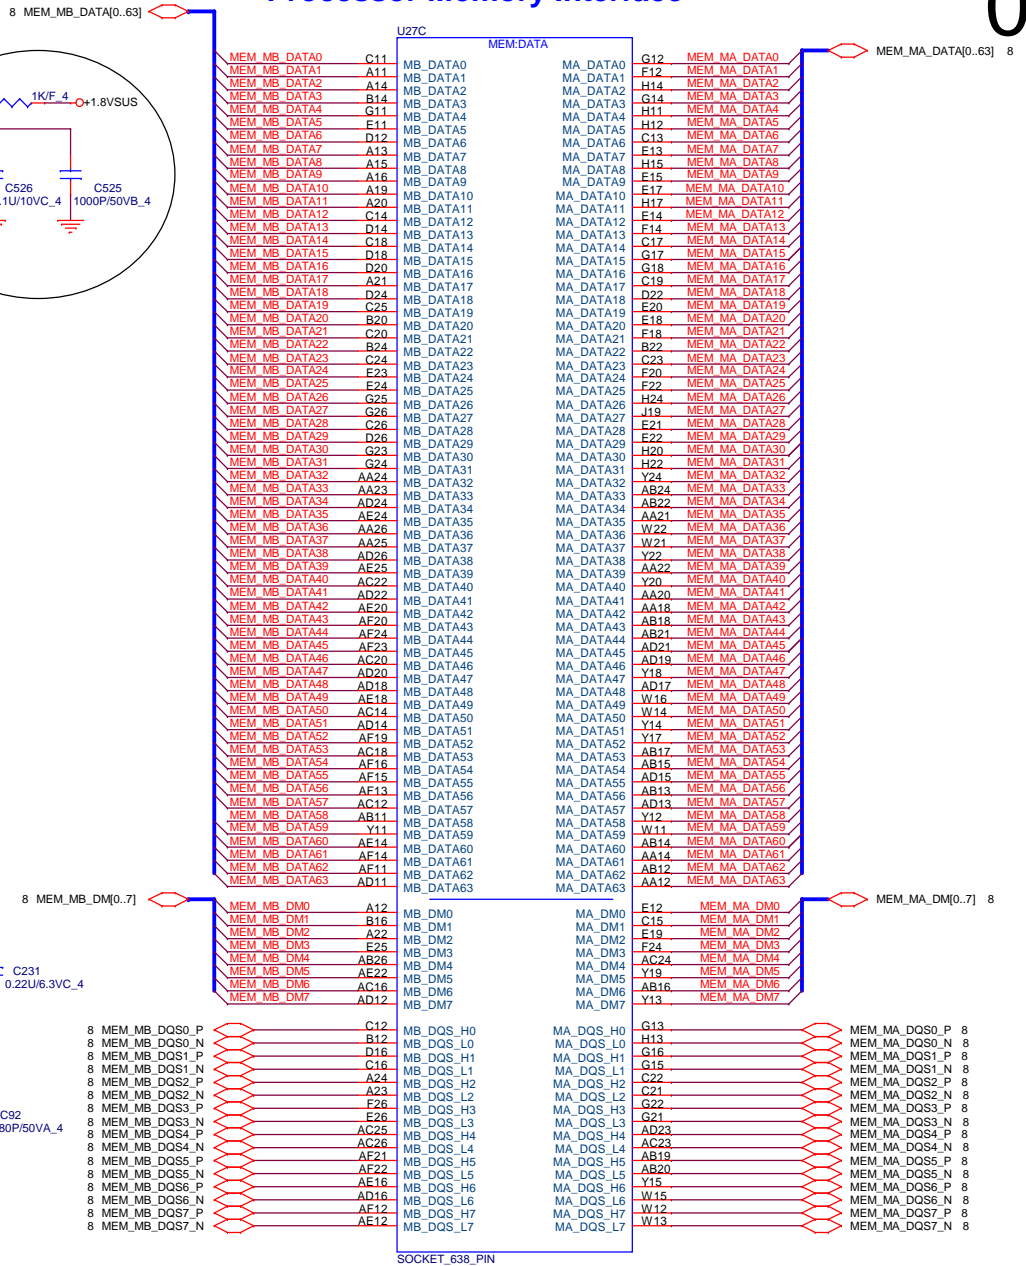 Processor Memory Interface
0
8 MEM_MB_DATA[0..63]
U27C
MEM:DATA
MEM_MA_DATA[0..63] 8
MEM_MB_DATA0 C11 MB_DATA0 MA_DATA0 G12 MEM_MA_DATA0
MEM_MB_DATA1 A11 MB_DATA1 MA_DATA1 F12 MEM_MA_DATA1
MEM_MB_DATA2 A14 MB_DATA2 MA_DATA2 H14 MEM_MA_DATA2
MEM_MB_DATA3 B14 MB_DATA3 MA_DATA3 G14 MEM_MA_DATA3
MEM_MB_DATA4 G11 MB_DATA4 MA_DATA4 H11 MEM_MA_DATA4
MEM_MB_DATA5 E11 MB_DATA5 MA_DATA5 H12 MEM_MA_DATA5
MEM_MB_DATA6 D12 MB_DATA6 MA_DATA6 C13 MEM_MA_DATA6
MEM_MB_DATA7 A13 MB_DATA7 MA_DATA7 E13 MEM_MA_DATA7
MEM_MB_DATA8 A15 MB_DATA8 MA_DATA8 H15 MEM_MA_DATA8
MEM_MB_DATA9 A16 MB_DATA9 MA_DATA9 E15 MEM_MA_DATA9
MEM_MB_DATA10 A19 MB_DATA10 MA_DATA10 E17 MEM_MA_DATA10
MEM_MB_DATA11 A20 MB_DATA11 MA_DATA11 H17 MEM_MA_DATA11
MEM_MB_DATA12 C14 MB_DATA12 MA_DATA12 E14 MEM_MA_DATA12
MEM_MB_DATA13 D14 MB_DATA13 MA_DATA13 F14 MEM_MA_DATA13
MEM_MB_DATA14 C18 MB_DATA14 MA_DATA14 C17 MEM_MA_DATA14
MEM_MB_DATA15 D18 MB_DATA15 MA_DATA15 G17 MEM_MA_DATA15
MEM_MB_DATA16 D20 MB_DATA16 MA_DATA16 G18 MEM_MA_DATA16
MEM_MB_DATA17 A21 MB_DATA17 MA_DATA17 C19 MEM_MA_DATA17
MEM_MB_DATA18 D24 MB_DATA18 MA_DATA18 D22 MEM_MA_DATA18
MEM_MB_DATA19 C25 MB_DATA19 MA_DATA19 E20 MEM_MA_DATA19
MEM_MB_DATA20 B20 MB_DATA20 MA_DATA20 E18 MEM_MA_DATA20
MEM_MB_DATA21 C20 MB_DATA21 MA_DATA21 F18 MEM_MA_DATA21
MEM_MB_DATA22 B24 MB_DATA22 MA_DATA22 B22 MEM_MA_DATA22
MEM_MB_DATA23 C24 MB_DATA23 MA_DATA23 C23 MEM_MA_DATA23
MEM_MB_DATA24 E23 MB_DATA24 MA_DATA24 F20 MEM_MA_DATA24
MEM_MB_DATA25 E24 MB_DATA25 MA_DATA25 F22 MEM_MA_DATA25
MEM_MB_DATA26 G25 MB_DATA26 MA_DATA26 H24 MEM_MA_DATA26
MEM_MB_DATA27 G26 MB_DATA27 MA_DATA27 J19 MEM_MA_DATA27
MEM_MB_DATA28 C26 MB_DATA28 MA_DATA28 E21 MEM_MA_DATA28
MEM_MB_DATA29 D26 MB_DATA29 MA_DATA29 E22 MEM_MA_DATA29
MEM_MB_DATA30 G23 MB_DATA30 MA_DATA30 H20 MEM_MA_DATA30
MEM_MB_DATA31 G24 MB_DATA31 MA_DATA31 H22 MEM_MA_DATA31
MEM_MB_DATA32 AA24 MB_DATA32 MA_DATA32 Y24 MEM_MA_DATA32
MEM_MB_DATA33 AA23 MB_DATA33 MA_DATA33 AB24 MEM_MA_DATA33
MEM_MB_DATA34 AD24 MB_DATA34 MA_DATA34 AB22 MEM_MA_DATA34
MEM_MB_DATA35 AE24 MB_DATA35 MA_DATA35 AA21 MEM_MA_DATA35
MEM_MB_DATA36 AA26 MB_DATA36 MA_DATA36 W22 MEM_MA_DATA36
MEM_MB_DATA37 AA25 MB_DATA37 MA_DATA37 W21 MEM_MA_DATA37
MEM_MB_DATA38 AD26 MB_DATA38 MA_DATA38 Y22 MEM_MA_DATA38
MEM_MB_DATA39 AE25 MB_DATA39 MA_DATA39 AA22 MEM_MA_DATA39
MEM_MB_DATA40 AC22 MB_DATA40 MA_DATA40 Y20 MEM_MA_DATA40
MEM_MB_DATA41 AD22 MB_DATA41 MA_DATA41 AA20 MEM_MA_DATA41
MEM_MB_DATA42 AE20 MB_DATA42 MA_DATA42 AA18 MEM_MA_DATA42
MEM_MB_DATA43 AF20 MB_DATA43 MA_DATA43 AB18 MEM_MA_DATA43
MEM_MB_DATA44 AF24 MB_DATA44 MA_DATA44 AB21 MEM_MA_DATA44
MEM_MB_DATA45 AF23 MB_DATA45 MA_DATA45 AD21 MEM_MA_DATA45
MEM_MB_DATA46 AC20 MB_DATA46 MA_DATA46 AD19 MEM_MA_DATA46
MEM_MB_DATA47 AD20 MB_DATA47 MA_DATA47 Y18 MEM_MA_DATA47
MEM_MB_DATA48 AD18 MB_DATA48 MA_DATA48 AD17 MEM_MA_DATA48
MEM_MB_DATA49 AE18 MB_DATA49 MA_DATA49 W16 MEM_MA_DATA49
MEM_MB_DATA50 AC14 MB_DATA50 MA_DATA50 W14 MEM_MA_DATA50
MEM_MB_DATA51 AD14 MB_DATA51 MA_DATA51 Y14 MEM_MA_DATA51
MEM_MB_DATA52 AF19 MB_DATA52 MA_DATA52 Y17 MEM_MA_DATA52
MEM_MB_DATA53 AC18 MB_DATA53 MA_DATA53 AB17 MEM_MA_DATA53
MEM_MB_DATA54 AF16 MB_DATA54 MA_DATA54 AB15 MEM_MA_DATA54
MEM_MB_DATA55 AF15 MB_DATA55 MA_DATA55 AD15 MEM_MA_DATA55
MEM_MB_DATA56 AF13 MB_DATA56 MA_DATA56 AB13 MEM_MA_DATA56
MEM_MB_DATA57 AC12 MB_DATA57 MA_DATA57 AD13 MEM_MA_DATA57
MEM_MB_DATA58 AB11 MB_DATA58 MA_DATA58 Y12 MEM_MA_DATA58
MEM_MB_DATA59 Y11 MB_DATA59 MA_DATA59 W11 MEM_MA_DATA59
MEM_MB_DATA60 AE14 MB_DATA60 MA_DATA60 AB14 MEM_MA_DATA60
MEM_MB_DATA61 AF14 MB_DATA61 MA_DATA61 AA14 MEM_MA_DATA61
MEM_MB_DATA62 AF11 MB_DATA62 MA_DATA62 AB12 MEM_MA_DATA62
MEM_MB_DATA63 AD11 MB_DATA63 MA_DATA63 AA12 MEM_MA_DATA63
1K/F_4 +1.8VSUS
C526 C525
1U/10VC_4 1000P/50VB_4
8 MEM_MB_DM[0..7] MEM_MA_DM[0..7] 8
MEM_MB_DM0 A12 MB_DM0 MA_DM0 E12 MEM_MA_DM0
MEM_MB_DM1 B16 MB_DM1 MA_DM1 C15 MEM_MA_DM1
MEM_MB_DM2 A22 MB_DM2 MA_DM2 E19 MEM_MA_DM2
MEM_MB_DM3 E25 MB_DM3 MA_DM3 F24 MEM_MA_DM3
MEM_MB_DM4 AB26 MB_DM4 MA_DM4 AC24 MEM_MA_DM4
MEM_MB_DM5 AE22 MB_DM5 MA_DM5 Y19 MEM_MA_DM5
MEM_MB_DM6 AC16 MB_DM6 MA_DM6 AB16 MEM_MA_DM6
MEM_MB_DM7 AD12 MB_DM7 MA_DM7 Y13 MEM_MA_DM7
C231
0.22U/6.3VC_4
8 MEM_MB_DQS0_P C12 MB_DQS_H0 MA_DQS_H0 G13 MEM_MA_DQS0_P 8
8 MEM_MB_DQS0_N B12 MB_DQS_L0 MA_DQS_L0 H13 MEM_MA_DQS0_N 8
8 MEM_MB_DQS1_P D16 MB_DQS_H1 MA_DQS_H1 G16 MEM_MA_DQS1_P 8
8 MEM_MB_DQS1_N C16 MB_DQS_L1 MA_DQS_L1 G15 MEM_MA_DQS1_N 8
8 MEM_MB_DQS2_P A24 MB_DQS_H2 MA_DQS_H2 C22 MEM_MA_DQS2_P 8
8 MEM_MB_DQS2_N A23 MB_DQS_L2 MA_DQS_L2 C21 MEM_MA_DQS2_N 8
8 MEM_MB_DQS3_P F26 MB_DQS_H3 MA_DQS_H3 G22 MEM_MA_DQS3_P 8
8 MEM_MB_DQS3_N E26 MB_DQS_L3 MA_DQS_L3 G21 MEM_MA_DQS3_N 8
8 MEM_MB_DQS4_P AC25 MB_DQS_H4 MA_DQS_H4 AD23 MEM_MA_DQS4_P 8
8 MEM_MB_DQS4_N AC26 MB_DQS_L4 MA_DQS_L4 AC23 MEM_MA_DQS4_N 8
8 MEM_MB_DQS5_P AF21 MB_DQS_H5 MA_DQS_H5 AB19 MEM_MA_DQS5_P 8
8 MEM_MB_DQS5_N AF22 MB_DQS_L5 MA_DQS_L5 AB20 MEM_MA_DQS5_N 8
8 MEM_MB_DQS6_P AE16 MB_DQS_H6 MA_DQS_H6 Y15 MEM_MA_DQS6_P 8
8 MEM_MB_DQS6_N AD16 MB_DQS_L6 MA_DQS_L6 W15 MEM_MA_DQS6_N 8
8 MEM_MB_DQS7_P AF12 MB_DQS_H7 MA_DQS_H7 W12 MEM_MA_DQS7_P 8
8 MEM_MB_DQS7_N AE12 MB_DQS_L7 MA_DQS_L7 W13 MEM_MA_DQS7_N 8
C92
80P/50VA_4
SOCKET_638_PIN